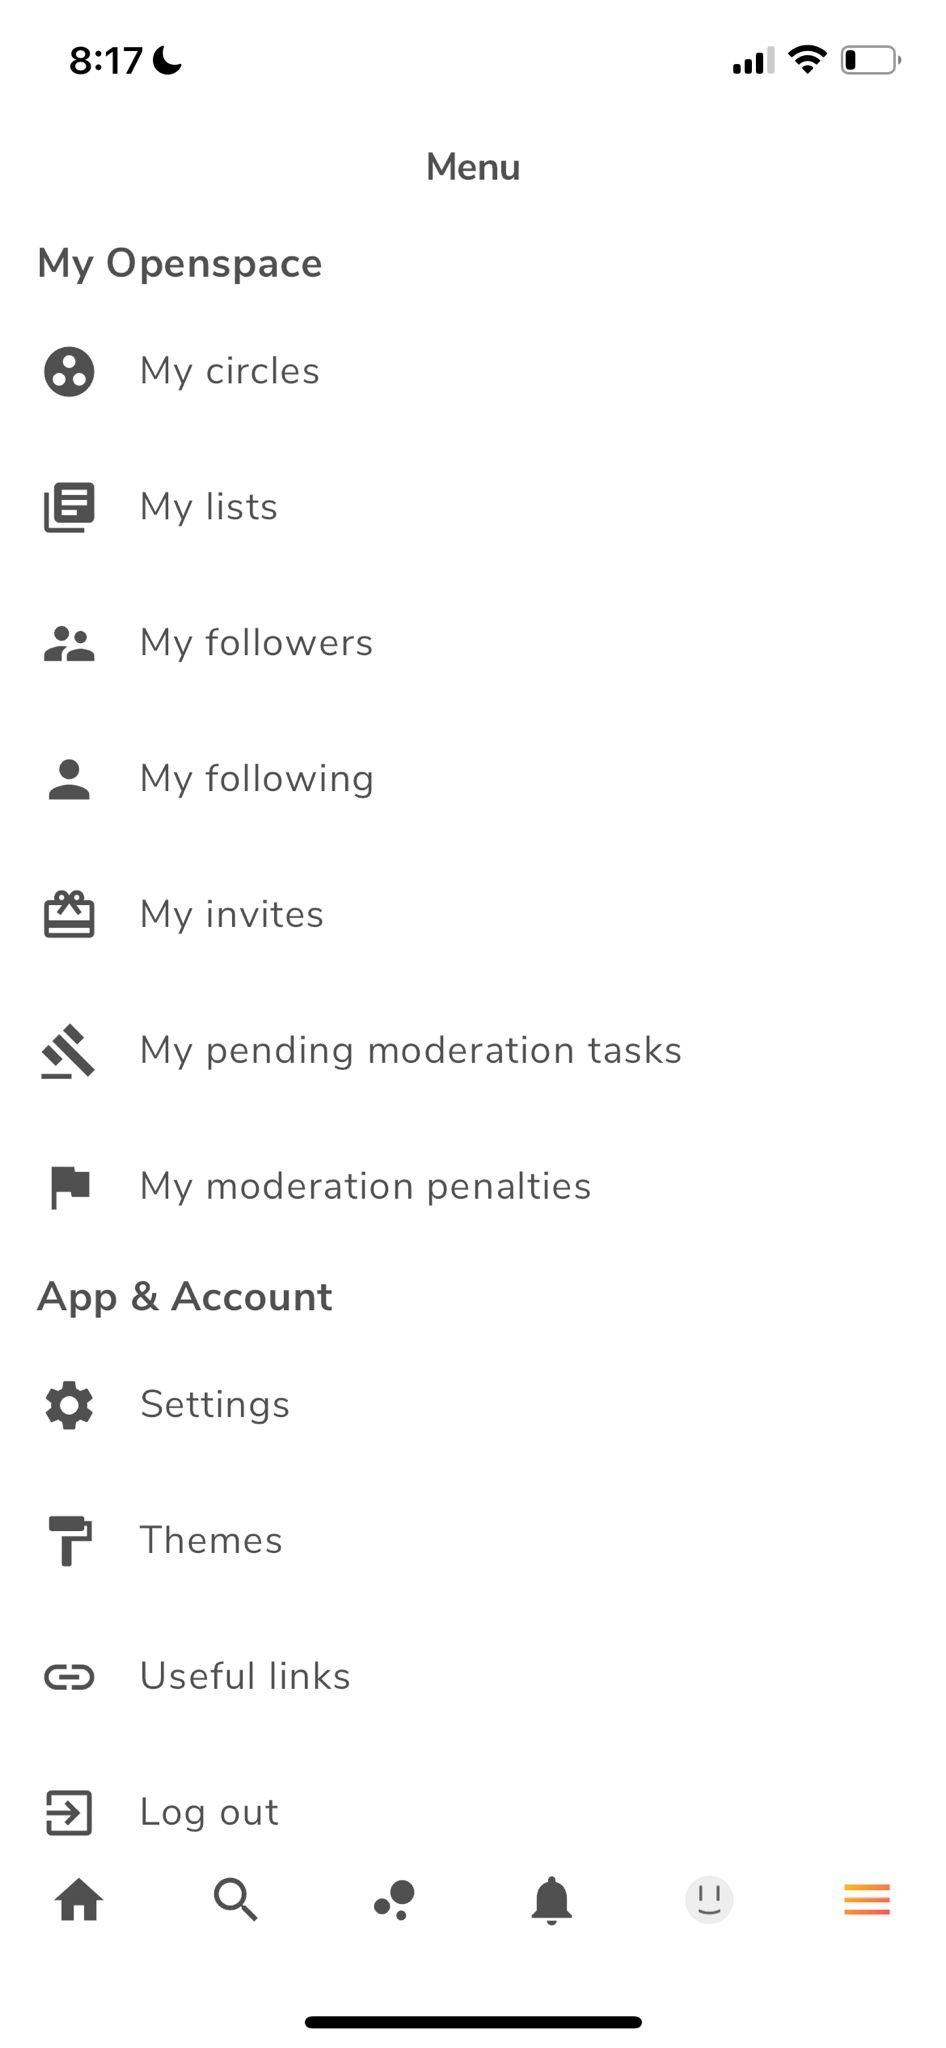 8:17
Menu
My Openspace
My circles
My lists
My followers
My following
My invites
My pending moderation tasks
My moderation penalties
App & Account
Settings
Themes
Useful links
Log out